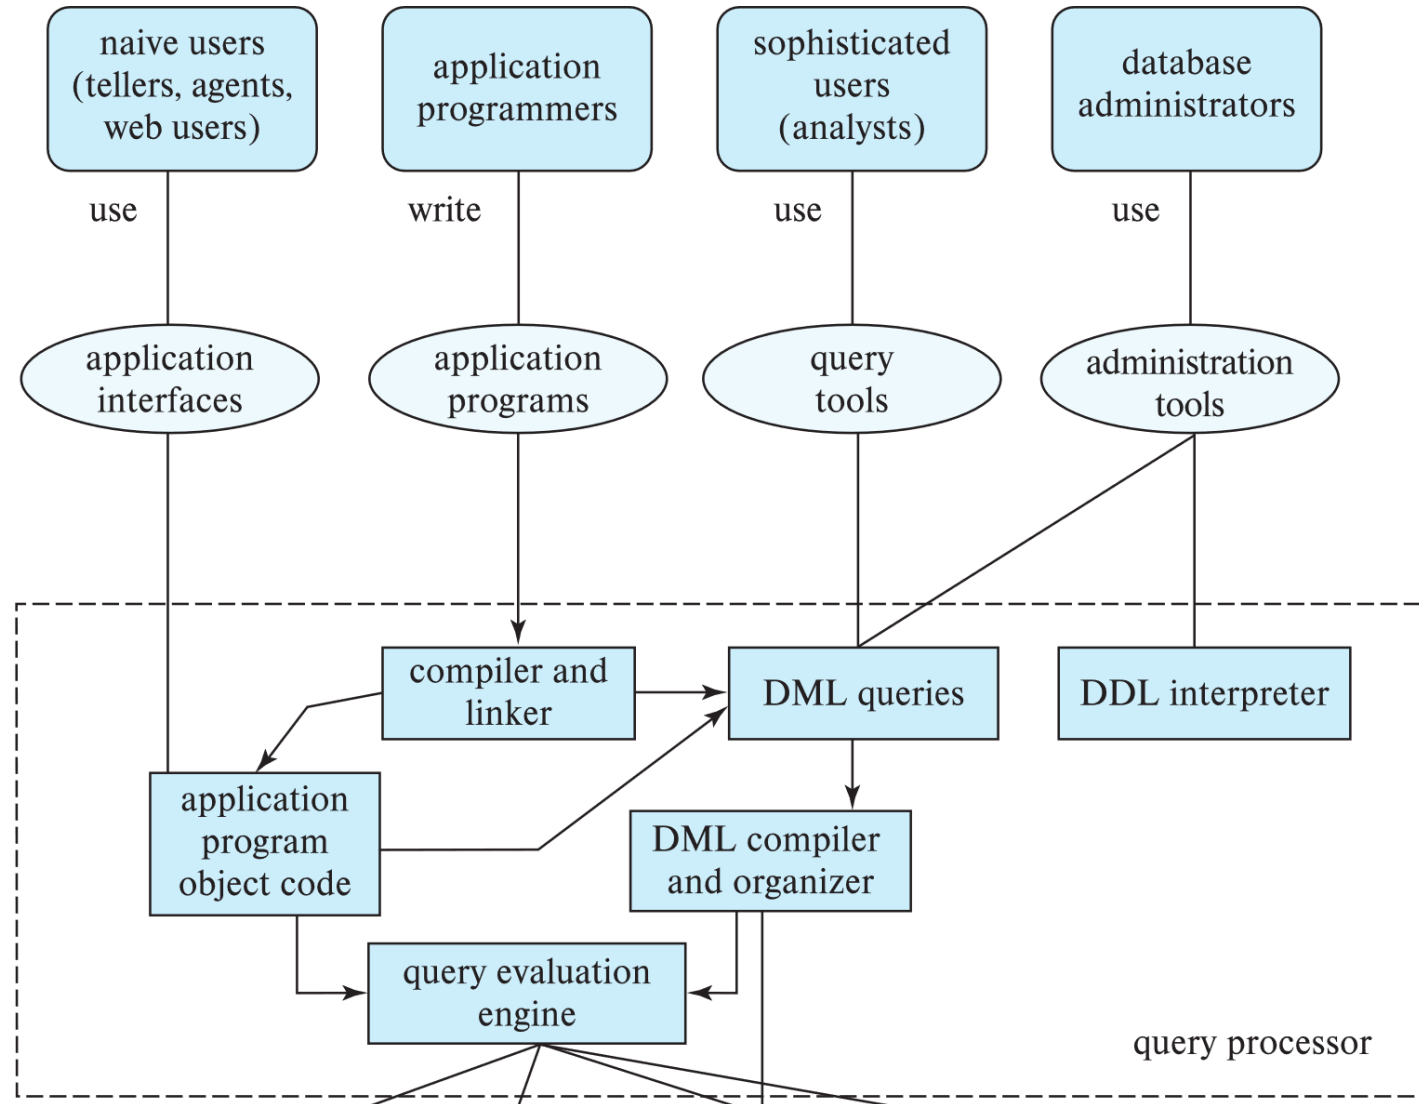 naive users
(tellers, agents,
web users)
application
programmers
sophisticated
users
(analysts)
database
administrators
use
write
use
use
application
interfaces
application
programs
query
tools
administration
tools
compiler and
linker
DML queries
DDL interpreter
application
program
object code
DML compiler
and organizer
query evaluation
engine
query processor